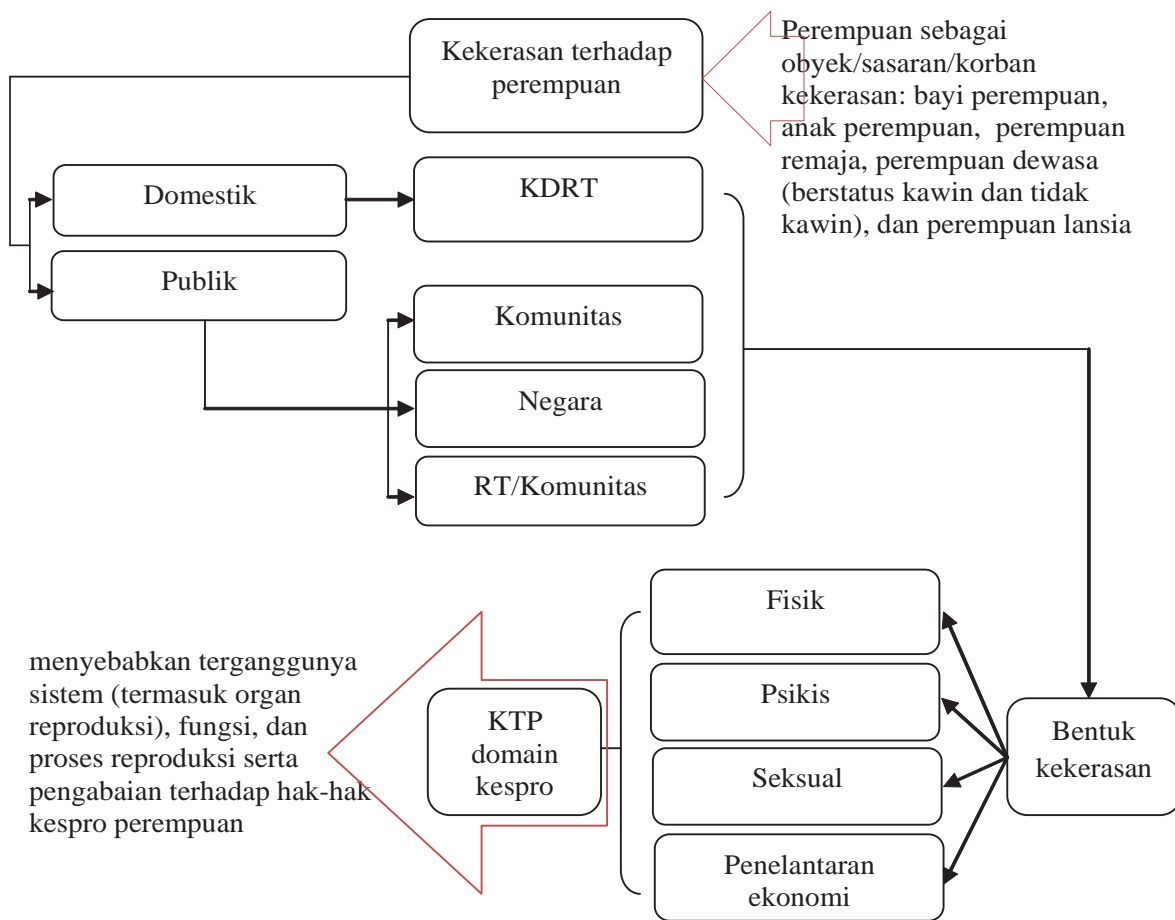 Kekerasan terhadap
perempuan
Perempuan sebagai
obyek/sasaran/korban
kekerasan: bayi perempuan,
anak perempuan, perempuan
remaja, perempuan dewasa
(berstatus kawin dan tidak
kawin), dan perempuan lansia
Domestik
KDRT
Publik
Komunitas
Negara
RT/Komunitas
Fisik
Psikis
Seksual
Penelantaran
ekonomi
Bentuk
kekerasan
KTP
domain
kespro
menyebabkan terganggunya
sistem (termasuk organ
reproduksi), fungsi, dan
proses reproduksi serta
pengabaian terhadap hak-hak
kespro perempuan